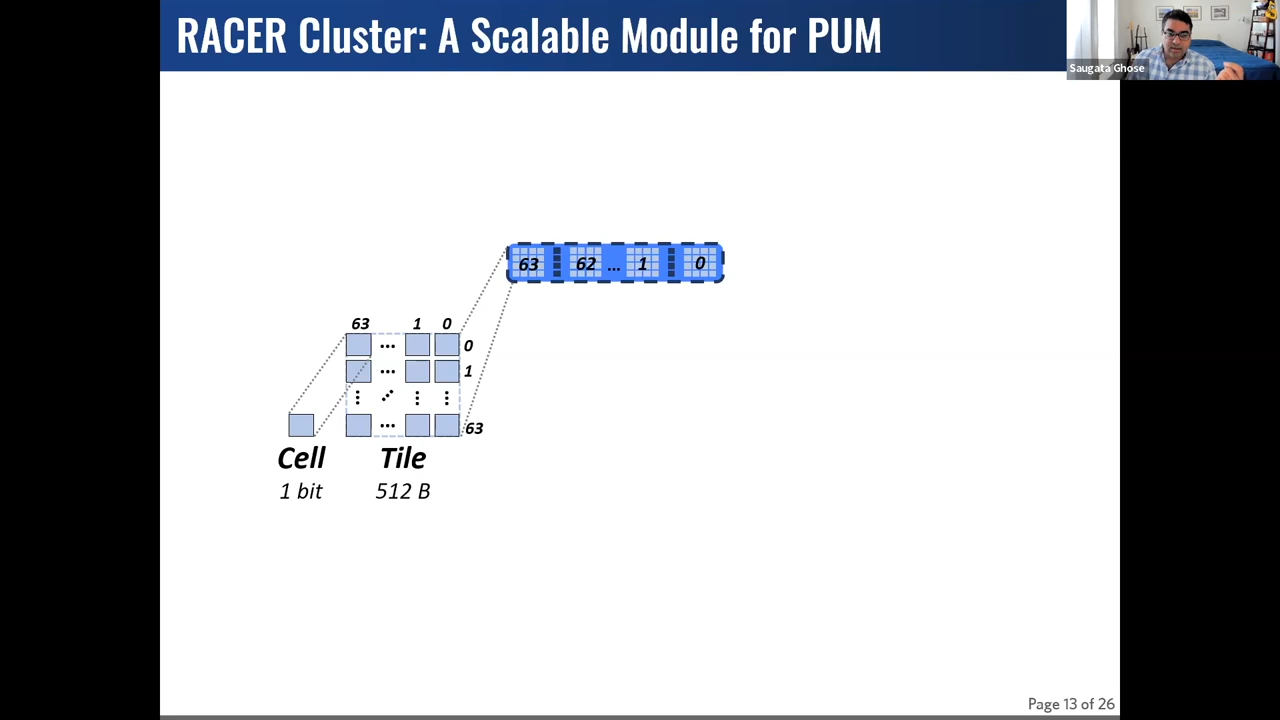 RACER Cluster: A Scalable Module for PUM
Saugata Ghose
63 62 ... 1 0
63 1 0
... 0
... 1
... 63
Cell Tile
1 bit 512 B
Page 13 of 26